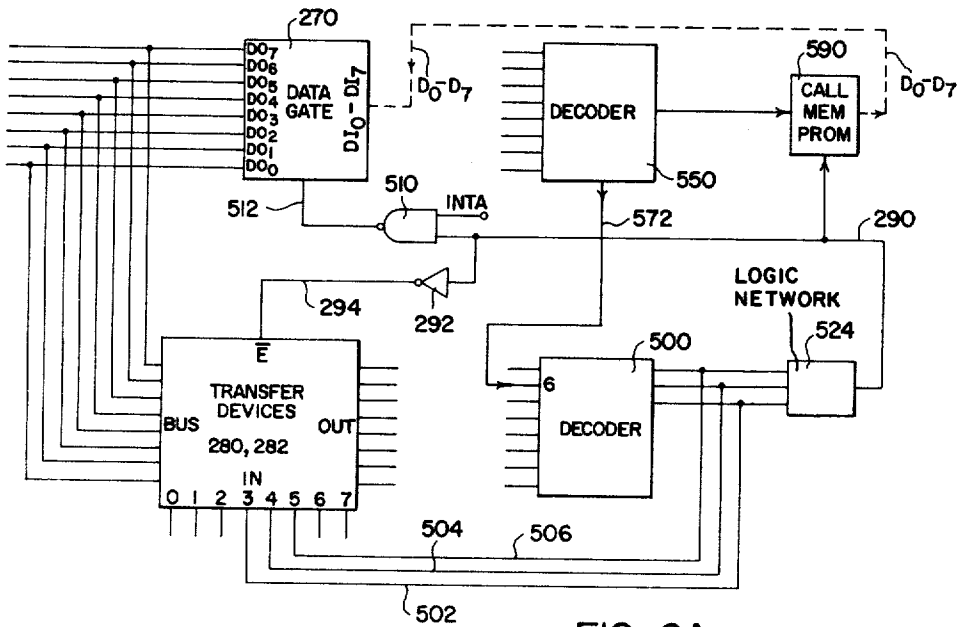 270
DO7
DO6
DO5
DO4
DO3
DO2
DO1
DO0
DATA
GATE
DI0-DI7
D0-D7
DECODER
550
590
CALL
MEM
PROM
D0-D7
512
510
INTA
572
290
294
292
LOGIC
NETWORK
524
E̅
TRANSFER
DEVICES
BUS
OUT
280, 282
IN
0 1 2 3 4 5 6 7
500
6
DECODER
504
506
502
FIG. 9A